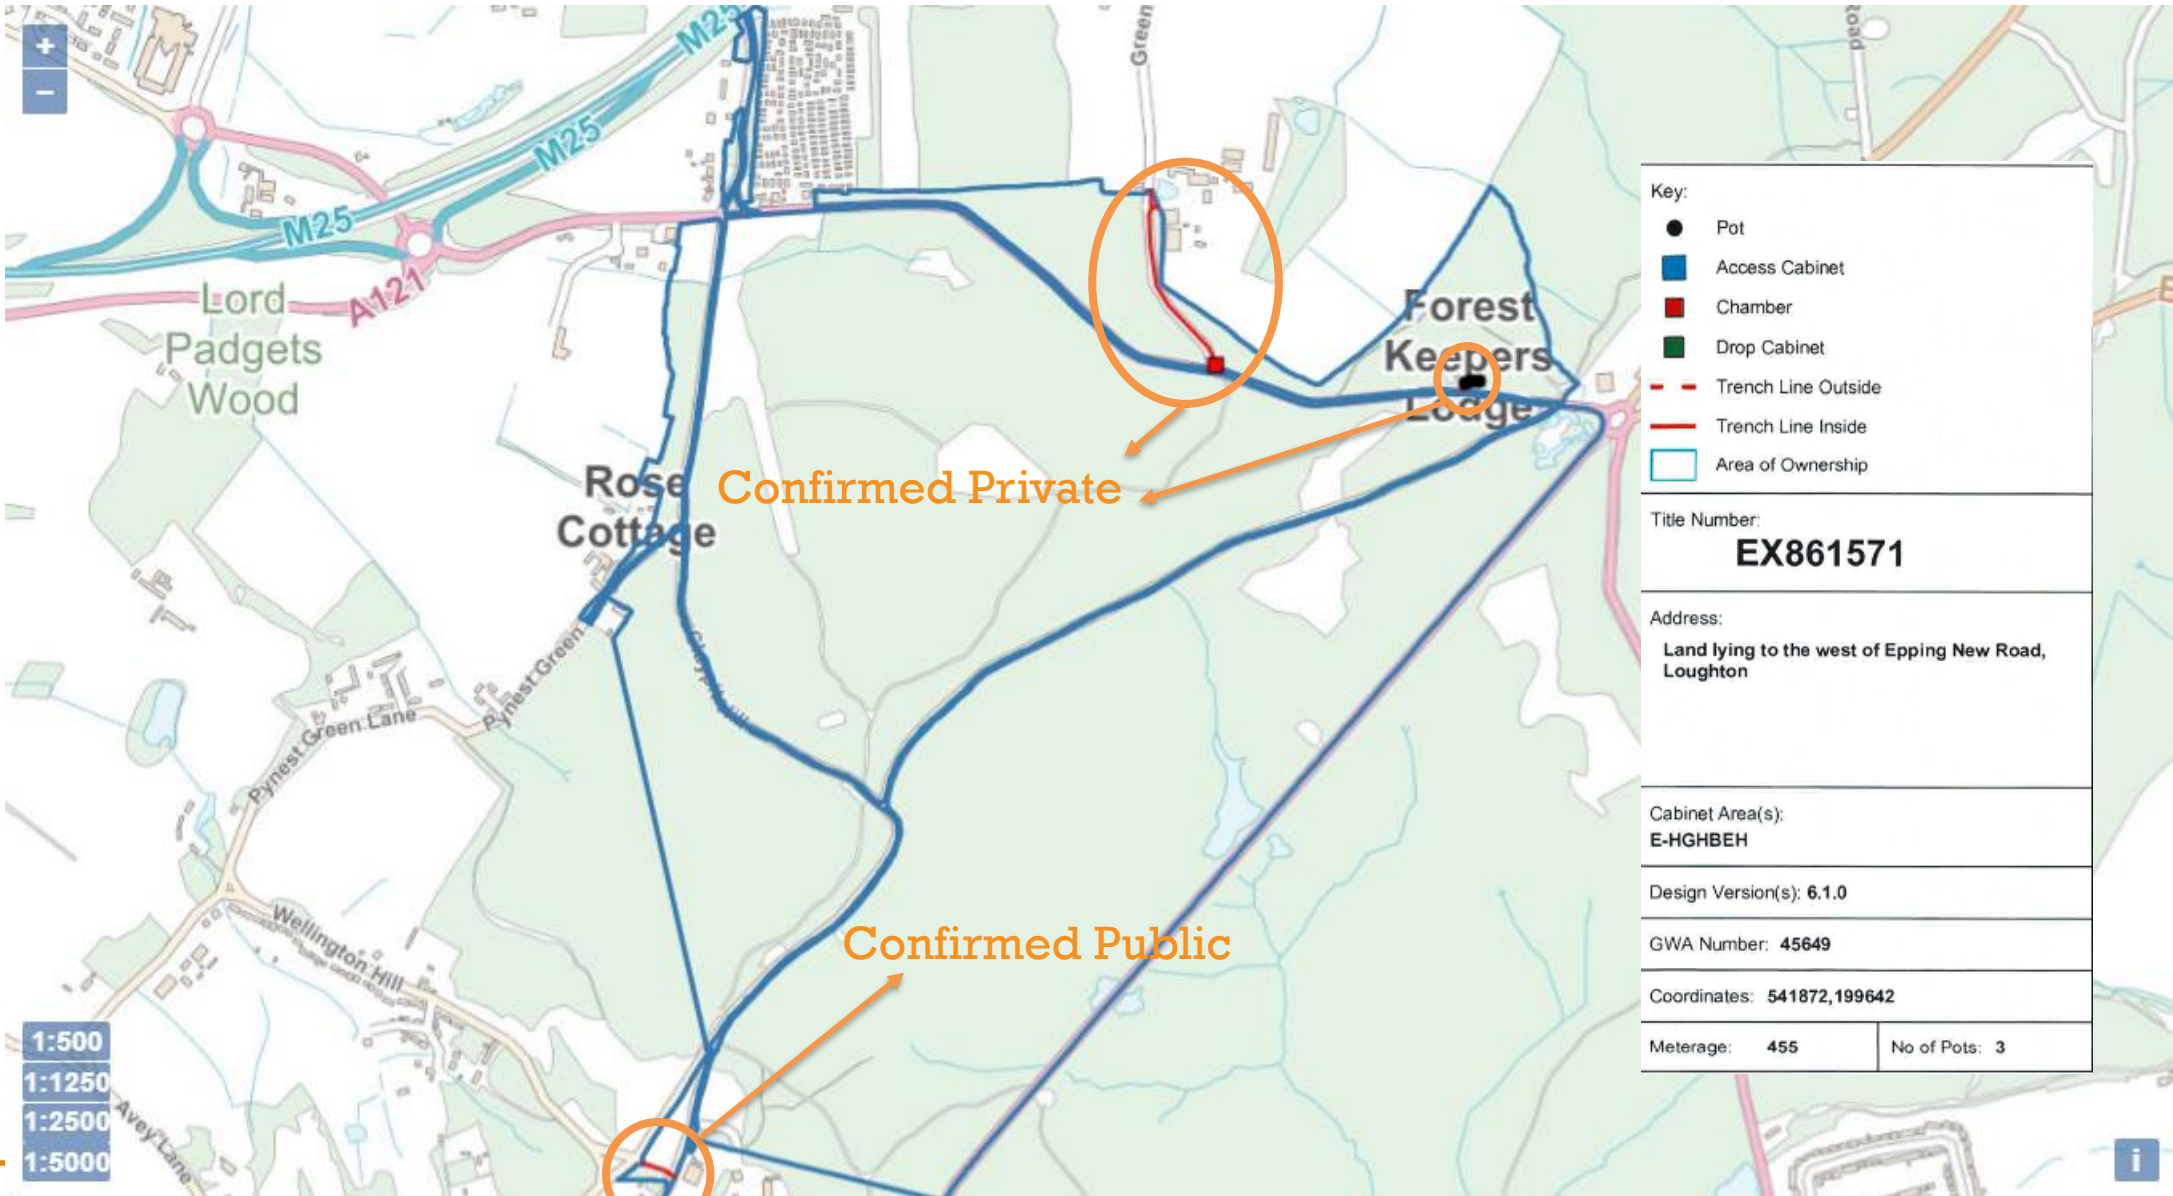 +
−
M25
M25
M25
A121
Green
Road
Lord
Padgets
Wood
Forest
Keepers
Lodge
Rose
Cottage
Confirmed Private
Claypit Hill
Pynest Green
Pynest Green Lane
Wellington Hill
Confirmed Public
Avey Lane
1:500
1:1250
1:2500
1:5000
Key:
Pot
Access Cabinet
Chamber
Drop Cabinet
Trench Line Outside
Trench Line Inside
Area of Ownership
Title Number:
EX861571
Address:
Land lying to the west of Epping New Road,
Loughton
Cabinet Area(s):
E-HGHBEH
Design Version(s): 6.1.0
GWA Number: 45649
Coordinates: 541872,199642
Meterage: 455 No of Pots: 3
E
i